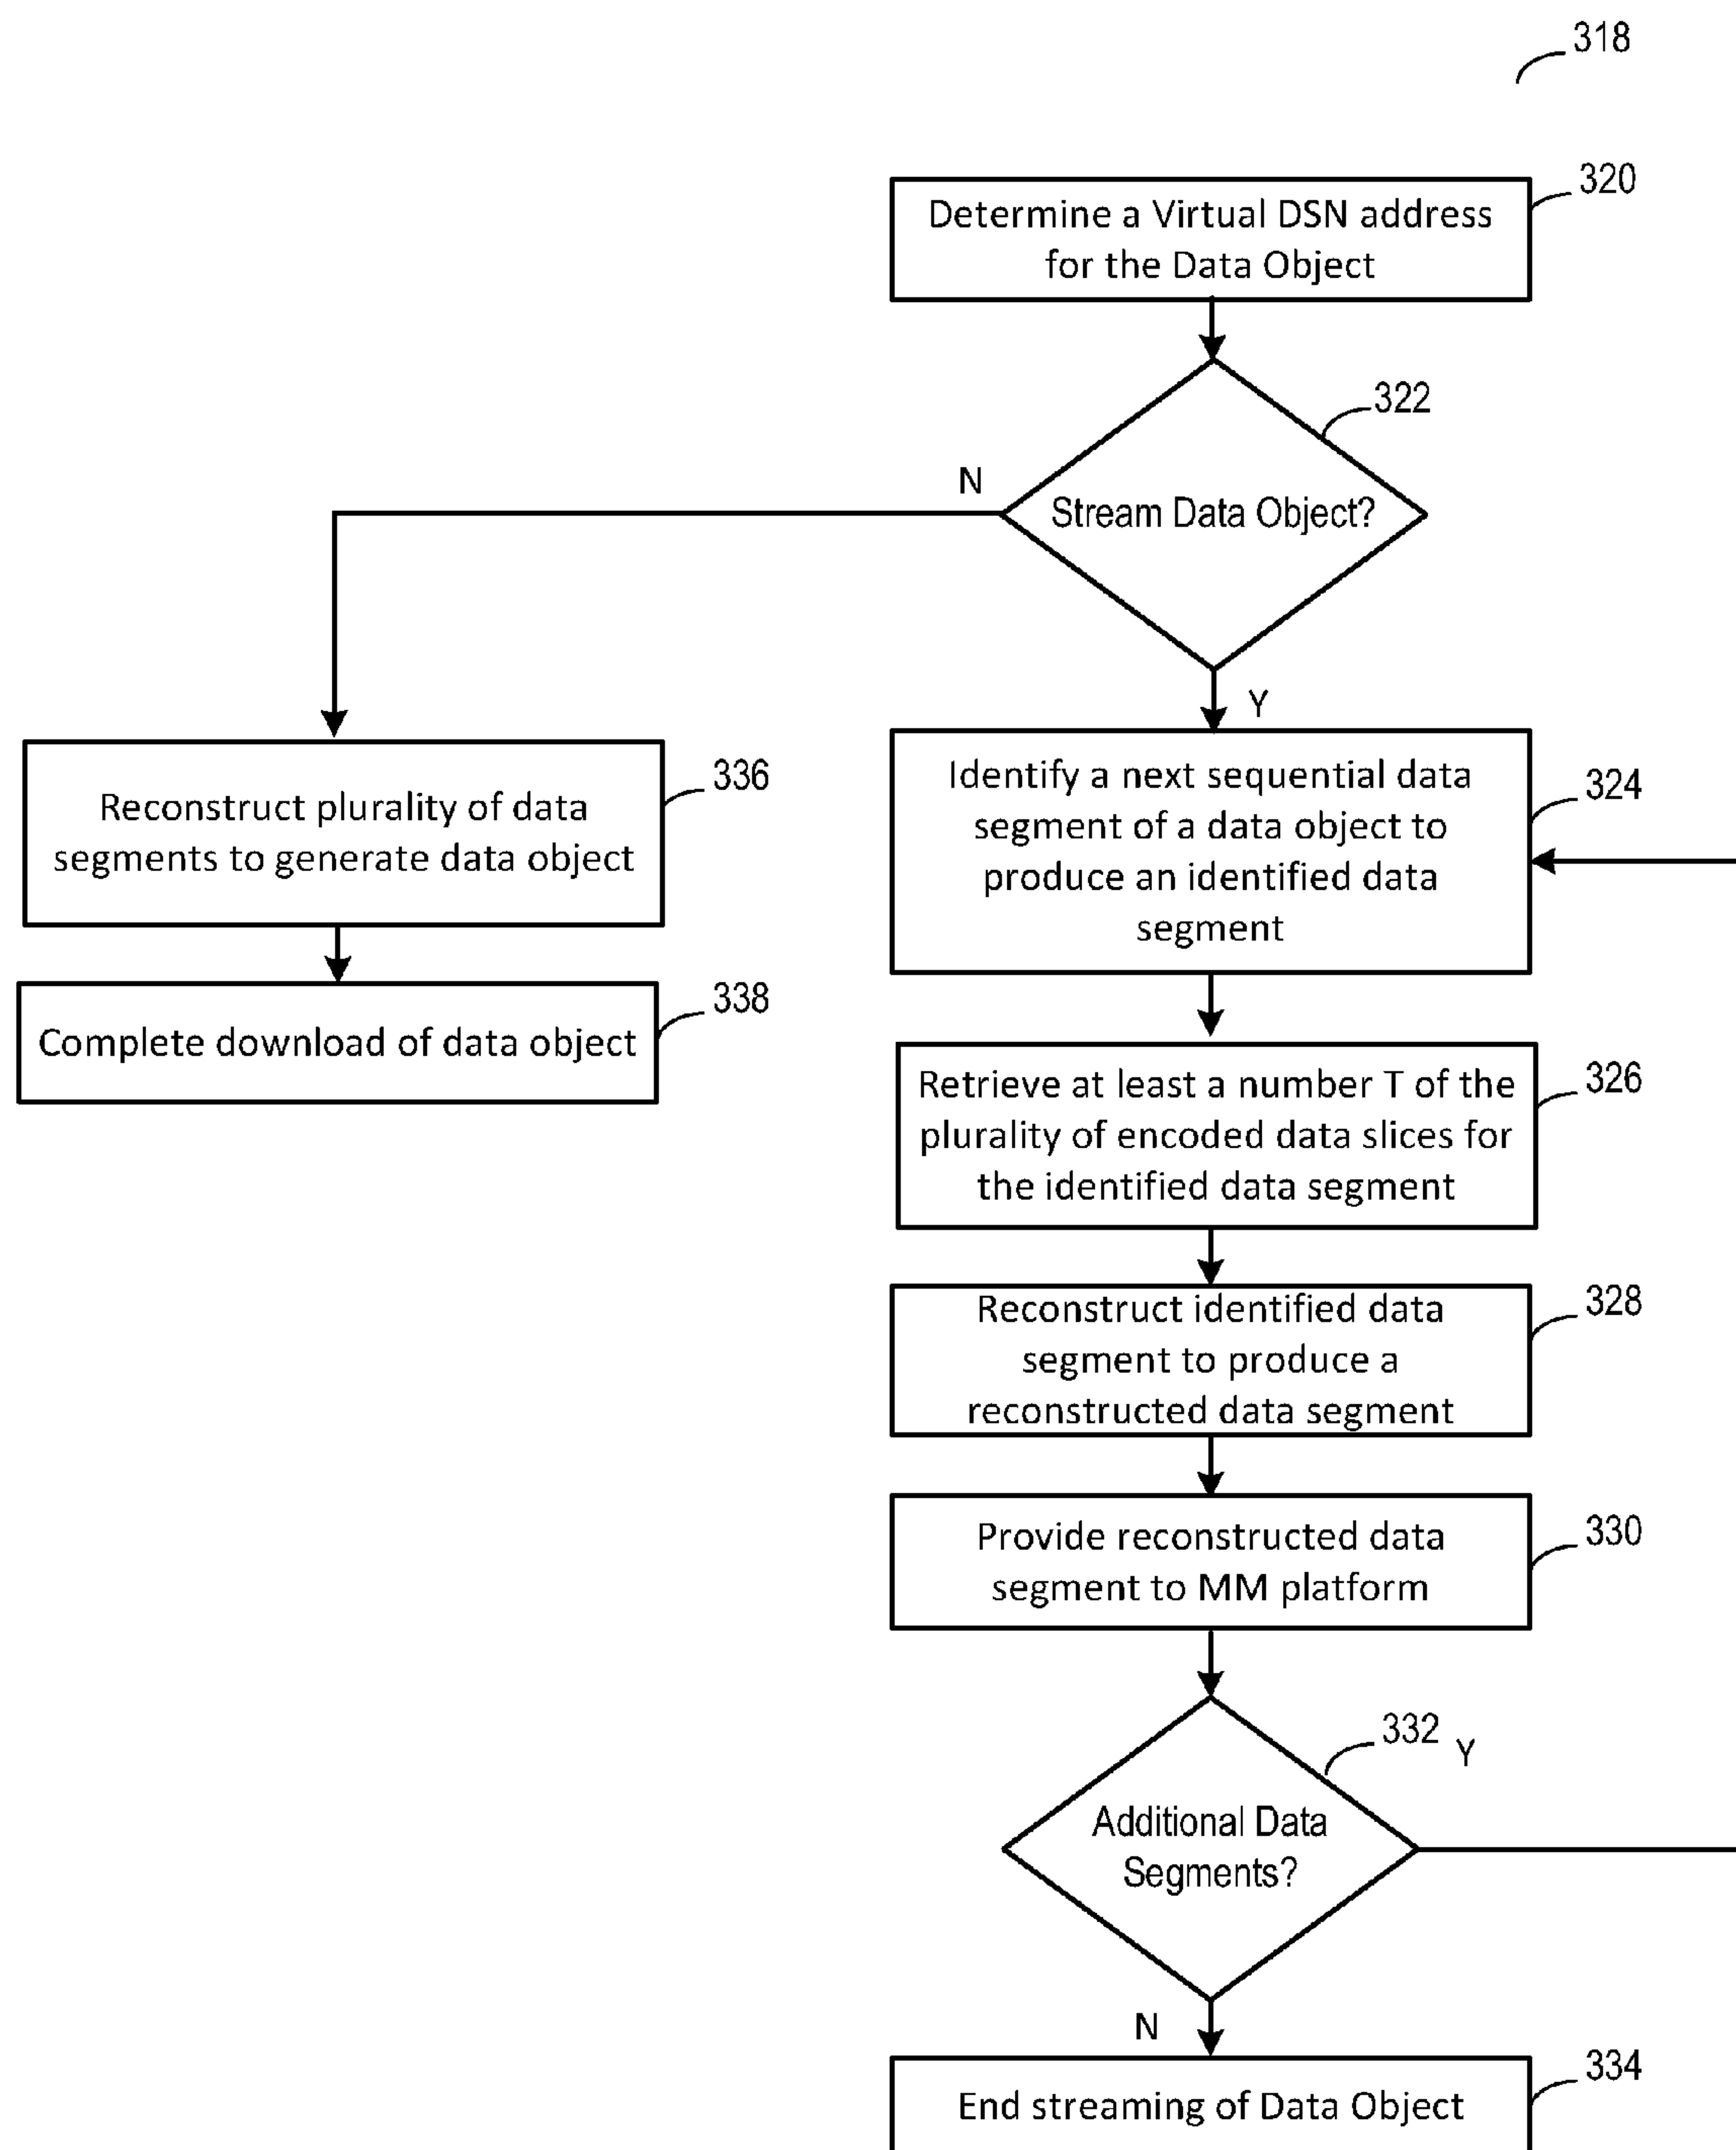 318
320
Determine a Virtual DSN address
for the Data Object
322
N
Stream Data Object?
Y
336
Reconstruct plurality of data
segments to generate data object
338
Complete download of data object
324
Identify a next sequential data
segment of a data object to
produce an identified data
segment
326
Retrieve at least a number T of the
plurality of encoded data slices for
the identified data segment
328
Reconstruct identified data
segment to produce a
reconstructed data segment
330
Provide reconstructed data
segment to MM platform
332
Y
Additional Data
Segments?
N
334
End streaming of Data Object